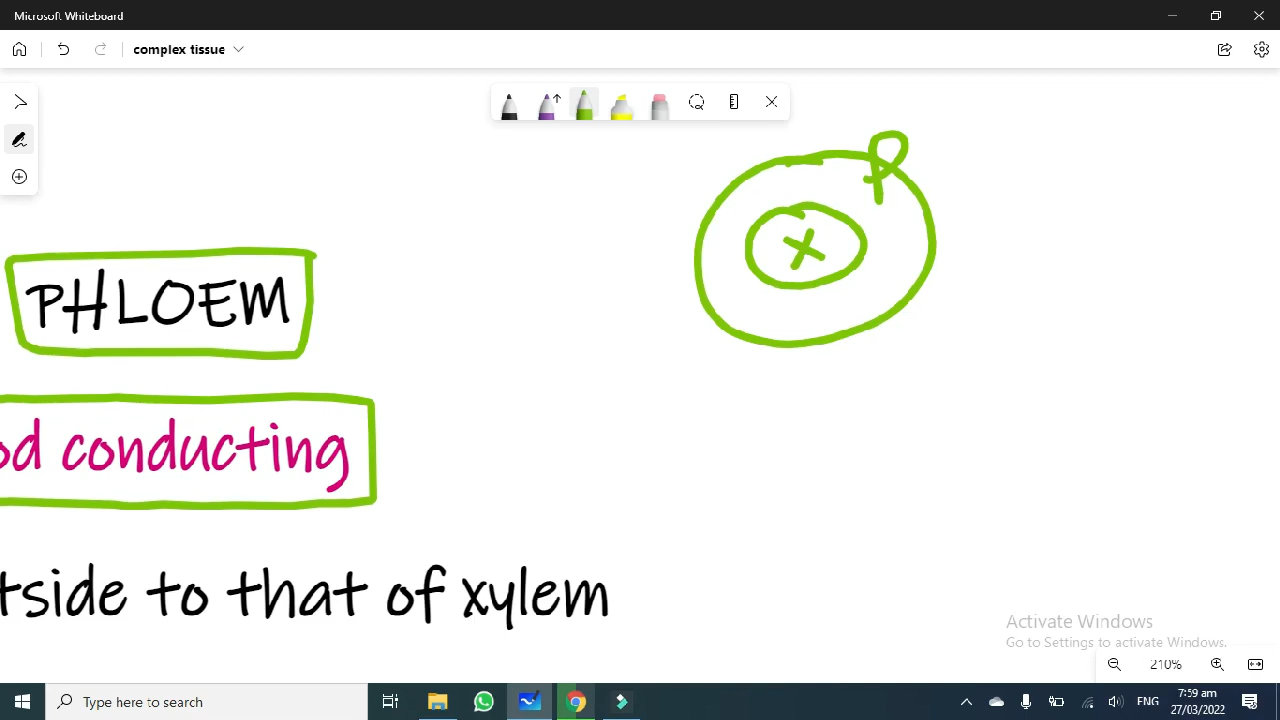 Microsoft Whiteboard
complex tissue
P
X
PHLOEM
od conducting
tside to that of xylem
Activate Windows
Go to Settings to activate Windows.
210%
Type here to search
ENG
7:59 am
27/03/2022